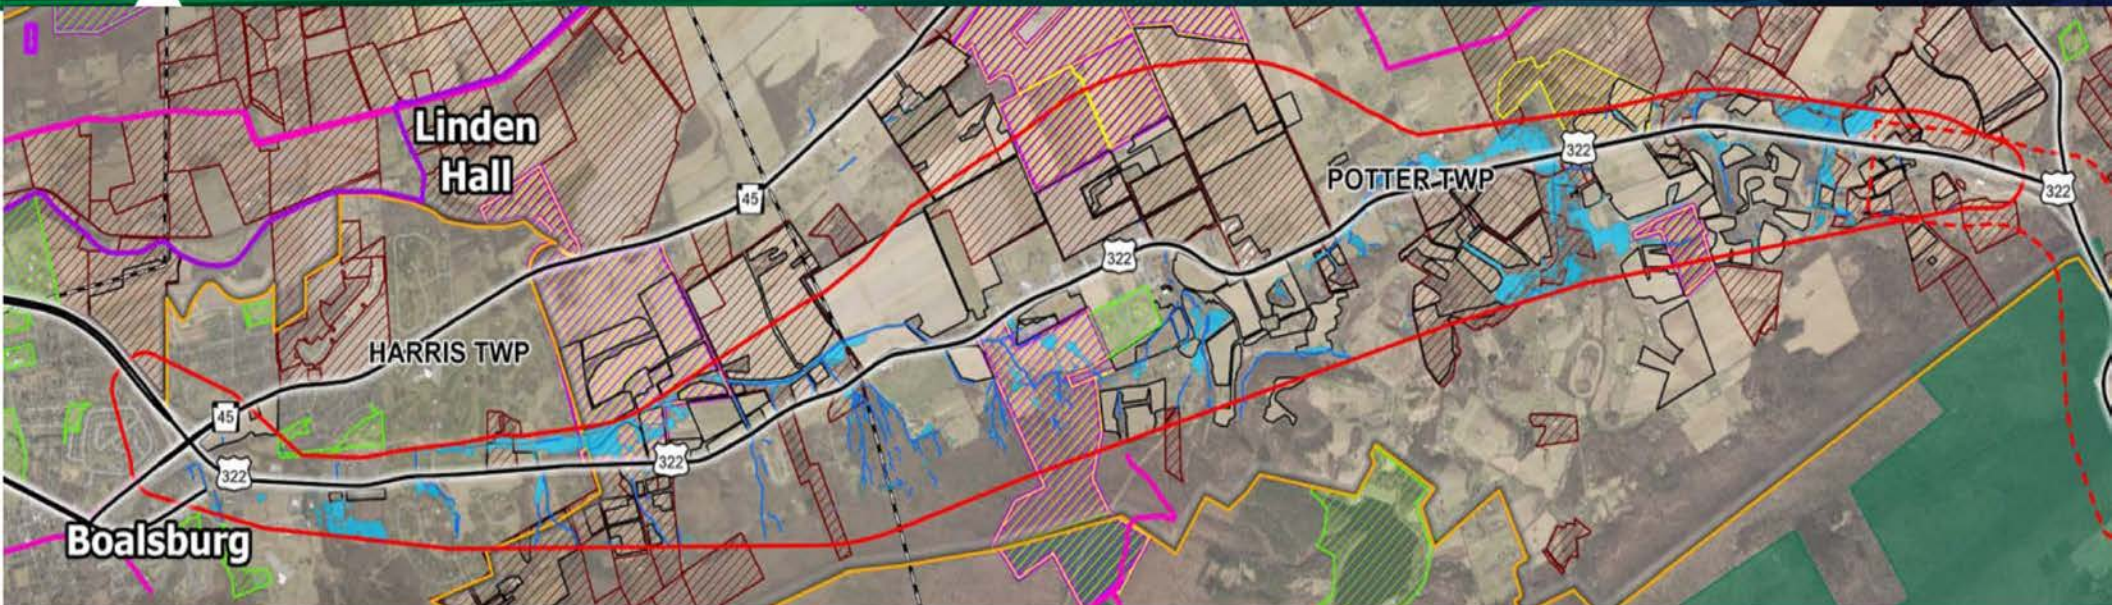 Linden
Hall
45
322
POTTER TWP
322
322
HARRIS TWP
45
322
322
Boalsburg